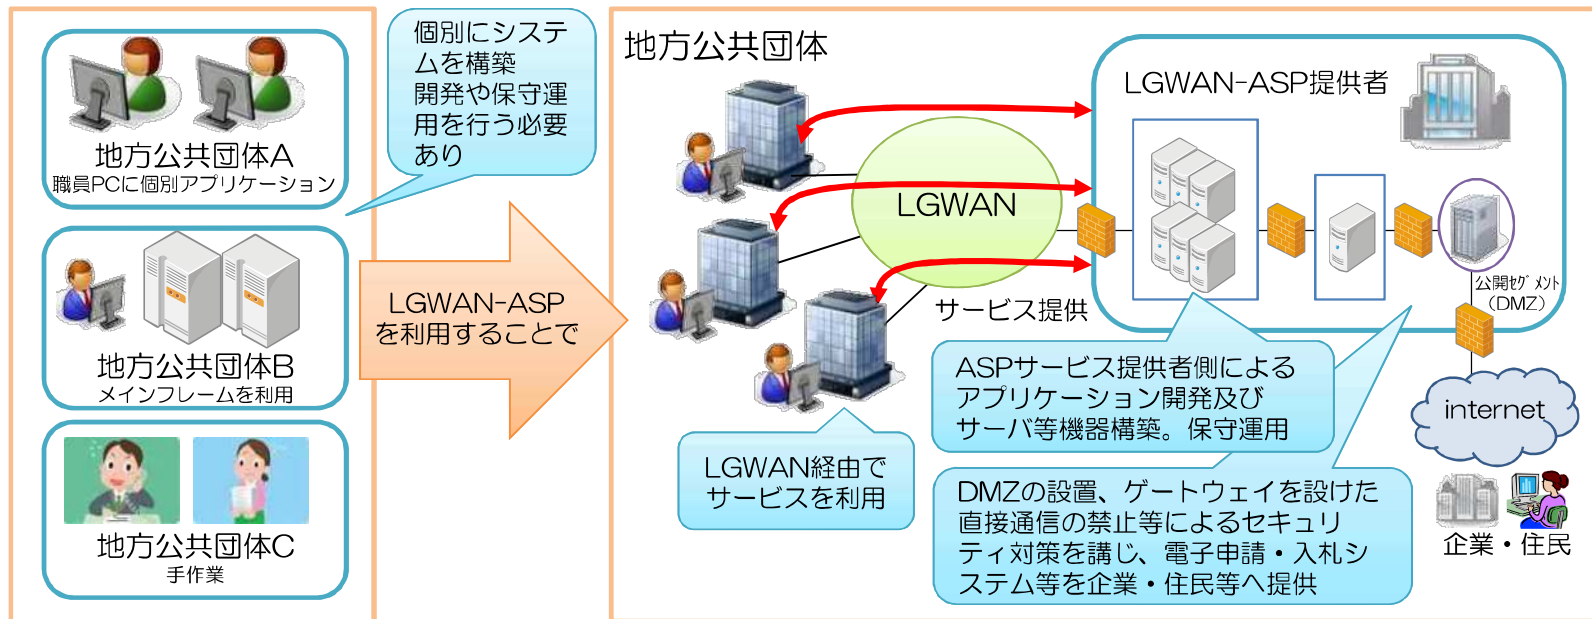 個別にシステ
ムを構築
開発や保守運
用を行う必要
あり
地方公共団体A
職員PCに個別アプリケーション
地方公共団体B
メインフレームを利用
地方公共団体C
手作業
LGWAN-ASP
を利用することで
地方公共団体
LGWAN
サービス提供
LGWAN-ASP提供者
公開ｾｸﾞﾒﾝﾄ
（DMZ）
internet
企業・住民
LGWAN経由で
サービスを利用
ASPサービス提供者側による
アプリケーション開発及び
サーバ等機器構築。保守運用
DMZの設置、ゲートウェイを設けた
直接通信の禁止等によるセキュリ
ティ対策を講じ、電子申請・入札シ
ステム等を企業・住民等へ提供